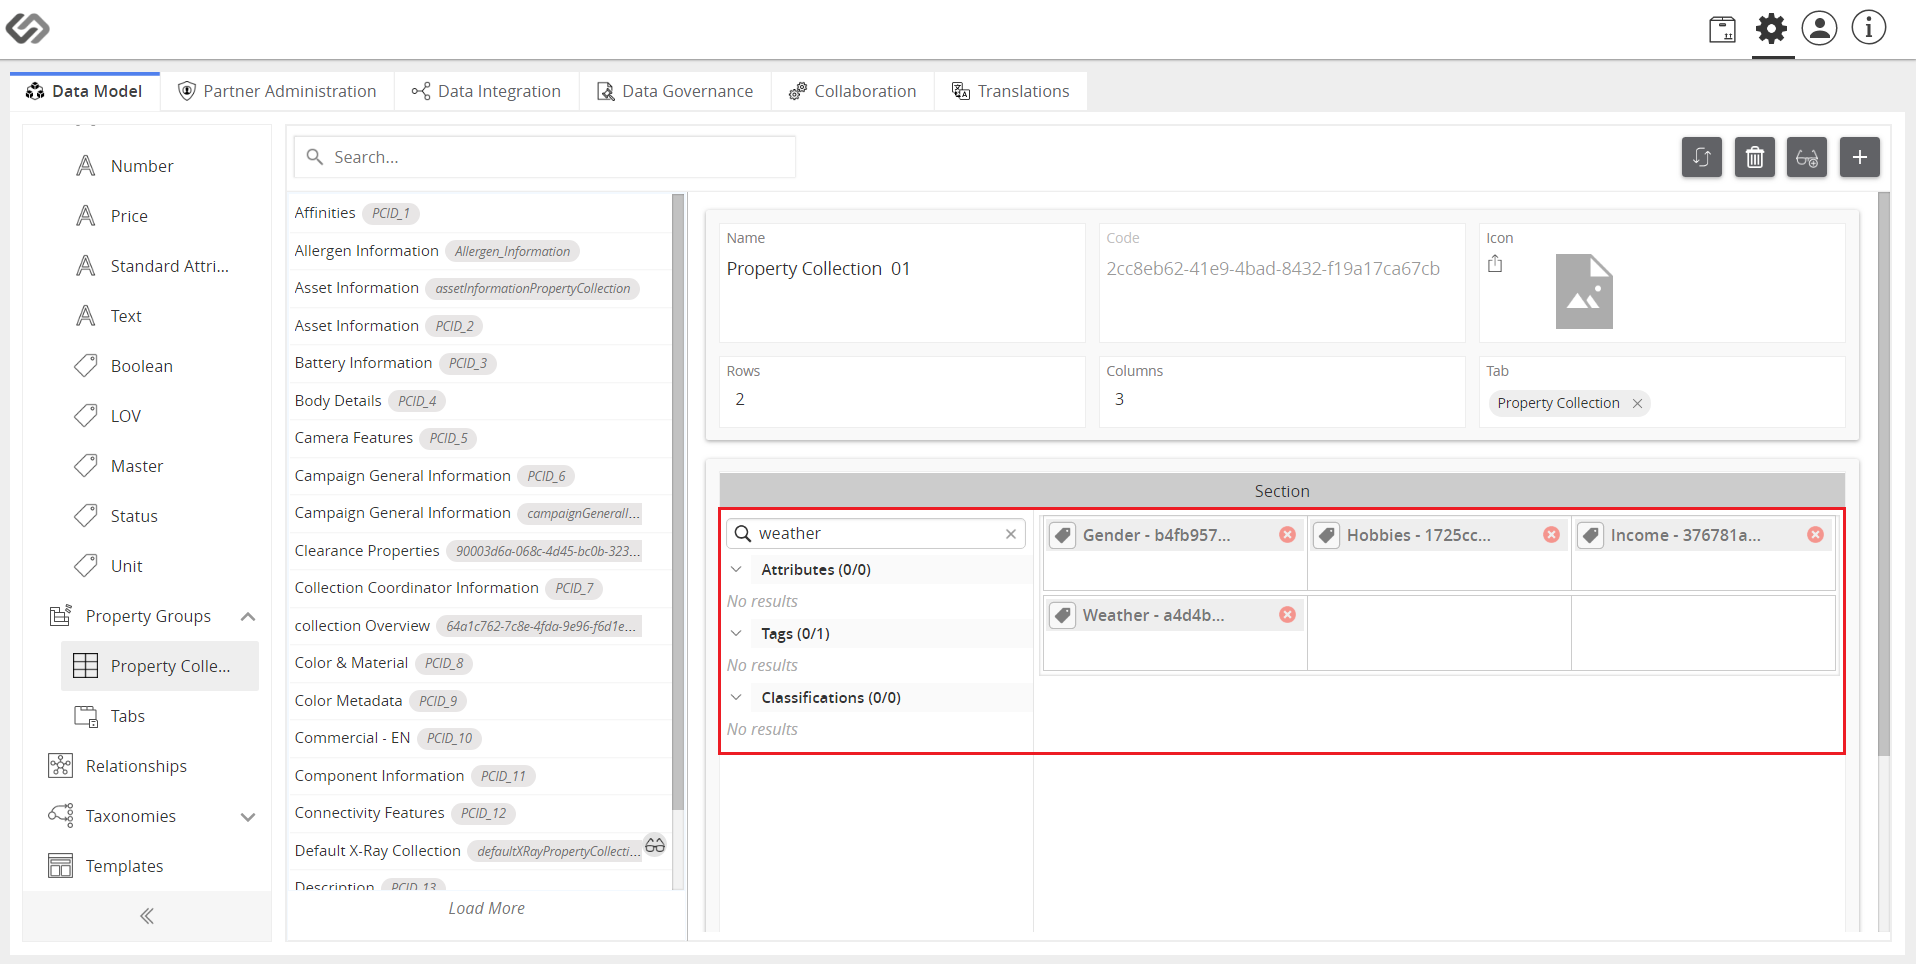 Data Model
Partner Administration
Data Integration
Data Governance
Collaboration
Translations
Number
Price
Standard Attri...
Text
Boolean
LOV
Master
Status
Unit
Property Groups
Property Colle...
Tabs
Relationships
Taxonomies
Templates
Search...
Affinities PCID_1
Allergen Information Allergen_Information
Asset Information assetInformationPropertyCollection
Asset Information PCID_2
Battery Information PCID_3
Body Details PCID_4
Camera Features PCID_5
Campaign General Information PCID_6
Campaign General Information campaignGenerall...
Clearance Properties 90003d6a-068c-4d45-bc0b-323...
Collection Coordinator Information PCID_7
collection Overview 64a1c762-7c8e-4fda-9e96-f6d1e...
Color & Material PCID_8
Color Metadata PCID_9
Commercial - EN PCID_10
Component Information PCID_11
Connectivity Features PCID_12
Default X-Ray Collection defaultXRayPropertyCollecti...
Description PCID_13
Load More
Name
Property Collection 01
Code
2cc8eb62-41e9-4bad-8432-f19a17ca67cb
Icon
Rows
2
Columns
3
Tab
Property Collection
Section
weather
Attributes (0/0)
No results
Tags (0/1)
No results
Classifications (0/0)
No results
Gender - b4fb957...
Hobbies - 1725cc...
Income - 376781a...
Weather - a4d4b...